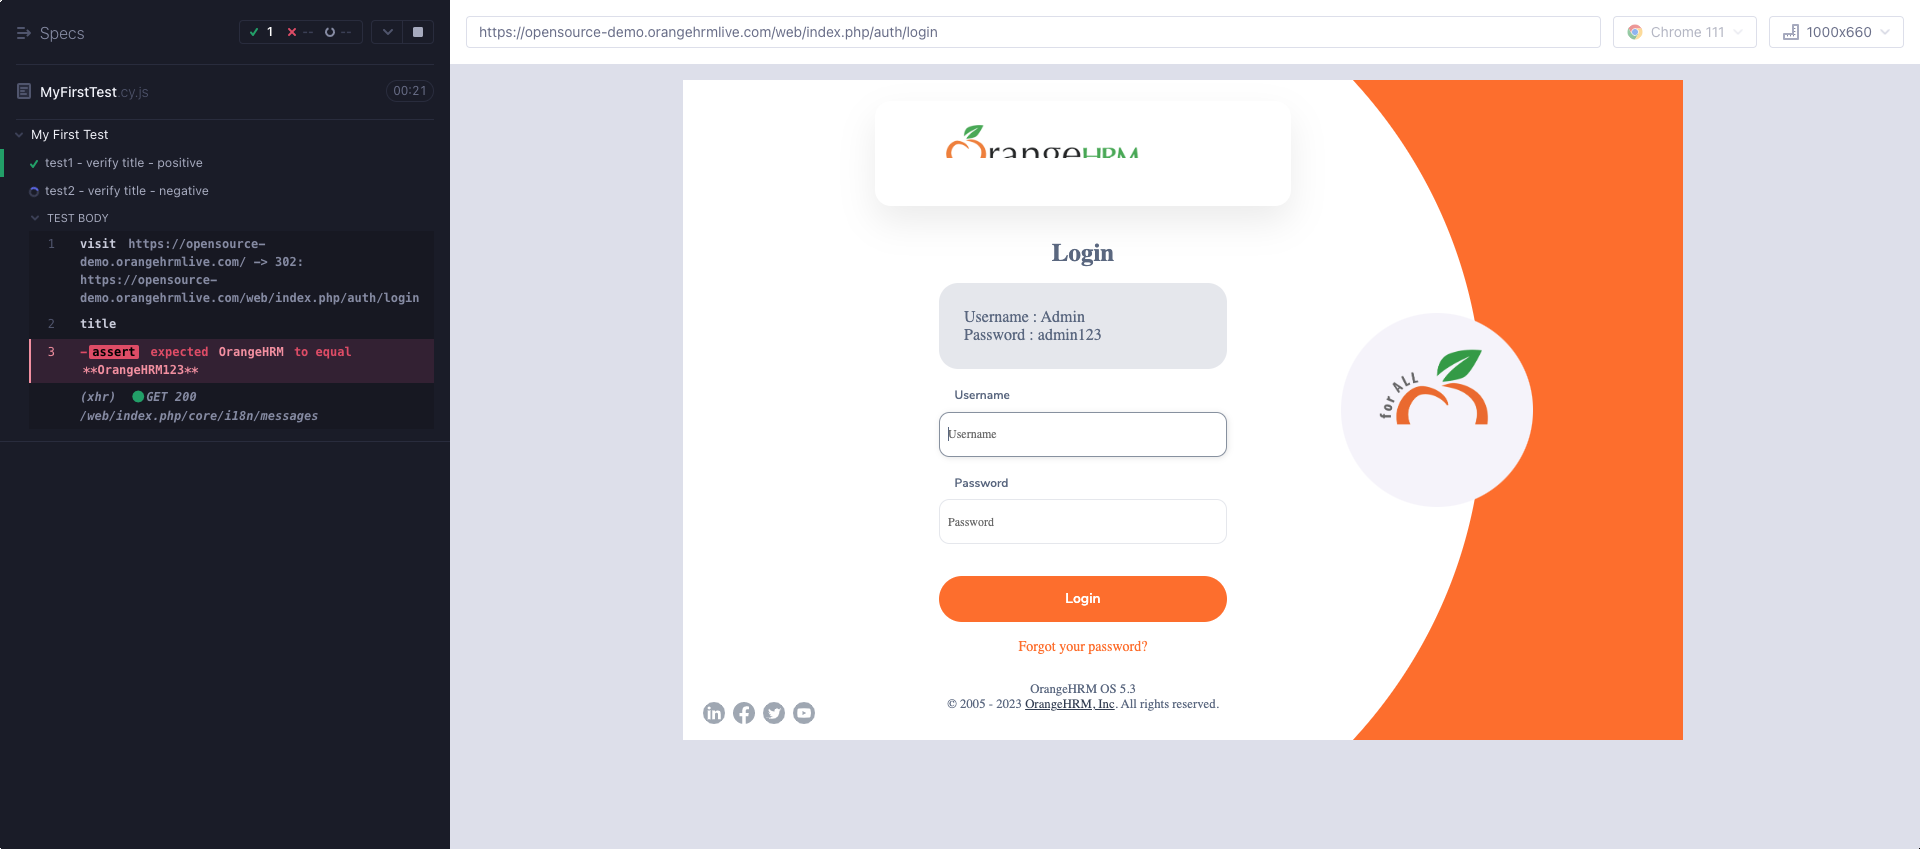 Specs
1 -- --
MyFirstTest.cy.js
00:21
My First Test
test1 - verify title - positive
test2 - verify title - negative
TEST BODY
1 visit https://opensource-
demo.orangehrmlive.com/ -> 302:
https://opensource-
demo.orangehrmlive.com/web/index.php/auth/login
2 title
3 -assert expected OrangeHRM to equal
**OrangeHRM123**
(xhr) GET 200
/web/index.php/core/i18n/messages
https://opensource-demo.orangehrmlive.com/web/index.php/auth/login
Chrome 111
1000x660
OrangeHRM
Login
Username : Admin
Password : admin123
Username
Username
Password
Password
Login
Forgot your password?
OrangeHRM OS 5.3
© 2005 - 2023 OrangeHRM, Inc. All rights reserved.
for ALL